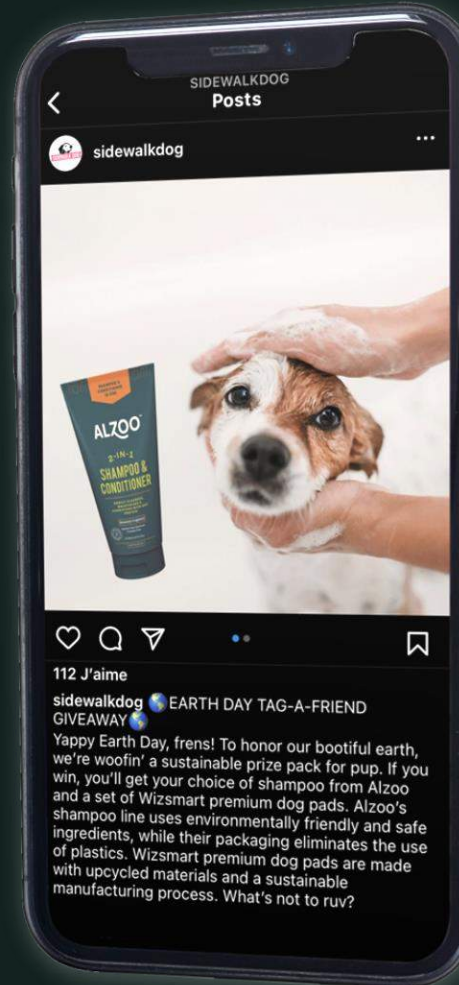 SIDEWALKDOG
Posts
sidewalkdog
SHAMPOO &
CONDITIONER
ALZOO
2-IN-1
SHAMPOO &
CONDITIONER
112 J'aime
sidewalkdog 🌎EARTH DAY TAG-A-FRIEND
GIVEAWAY🌎
Yappy Earth Day, frens! To honor our bootiful earth,
we're woofin' a sustainable prize pack for pup. If you
win, you'll get your choice of shampoo from Alzoo
and a set of Wizsmart premium dog pads. Alzoo's
shampoo line uses environmentally friendly and safe
ingredients, while their packaging eliminates the use
of plastics. Wizsmart premium dog pads are made
with upcycled materials and a sustainable
manufacturing process. What's not to ruv?